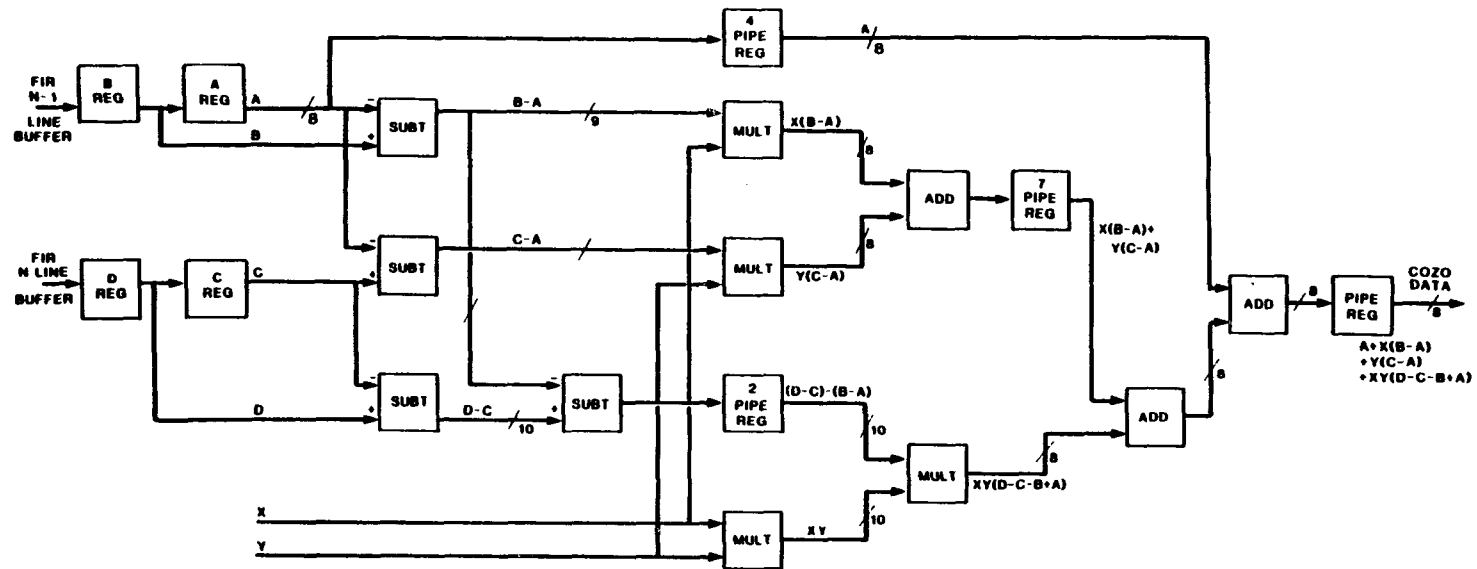 4
PIPE
REG
A
8
FIR
N-1
LINE
BUFFER
B
REG
A
REG
A
8
B
-
+
SUBT
B-A
9
MULT
X(B-A)
8
ADD
7
PIPE
REG
X(B-A)+
Y(C-A)
-
+
SUBT
C-A
MULT
Y(C-A)
8
FIR
N LINE
BUFFER
D
REG
C
REG
C
D
-
+
SUBT
D-C
10
-
+
SUBT
2
PIPE
REG
(D-C)-(B-A)
10
MULT
XY(D-C-B+A)
8
ADD
8
ADD
8
PIPE
REG
COZO
DATA
8
A+X(B-A)
+Y(C-A)
+XY(D-C-B+A)
X
Y
MULT
XY
10